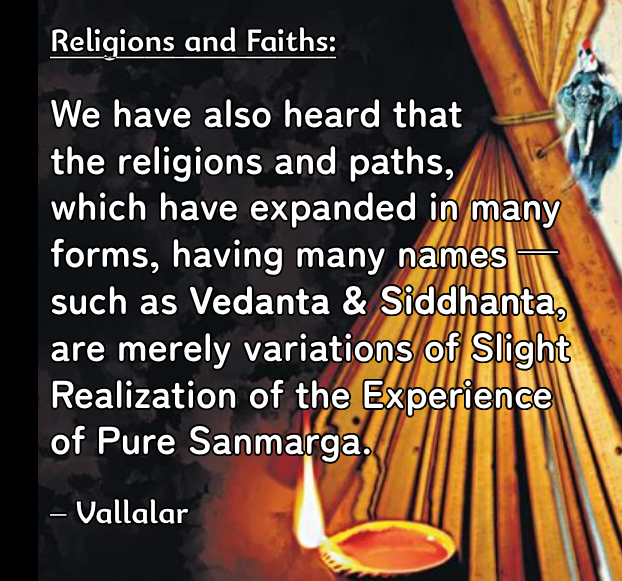 Religions and Faiths:
We have also heard that
the religions and paths,
which have expanded in many
forms, having many names —
such as Vedanta & Siddhanta,
are merely variations of Slight
Realization of the Experience
of Pure Sanmarga.
– Vallalar